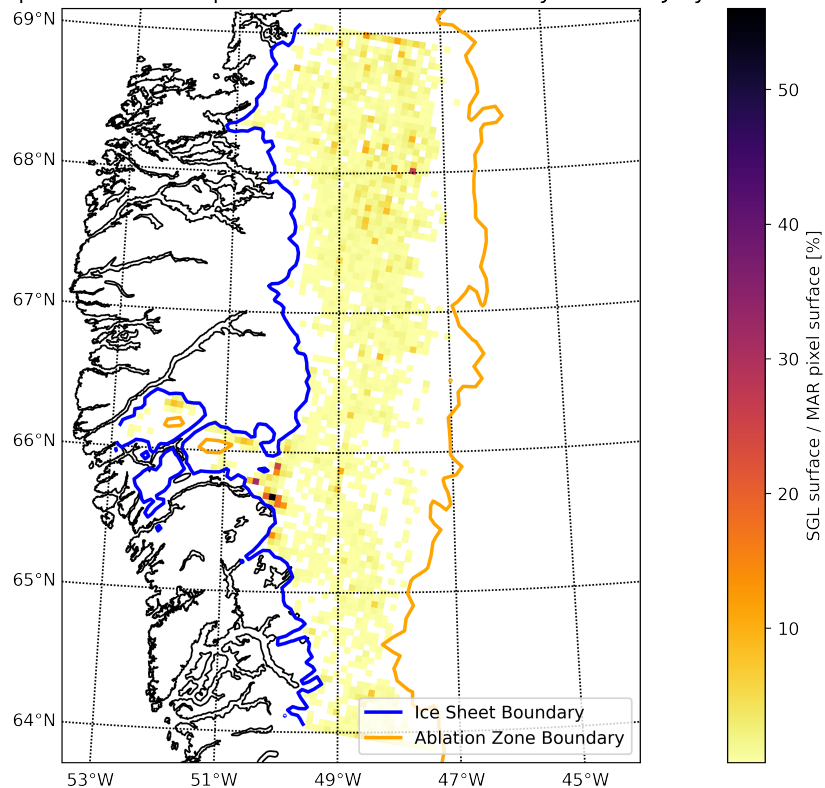 69°N
68°N
67°N
66°N
65°N
64°N
53°W
51°W
49°W
47°W
45°W
Ice Sheet Boundary
Ablation Zone Boundary
50
40
30
20
10
SGL surface / MAR pixel surface [%]